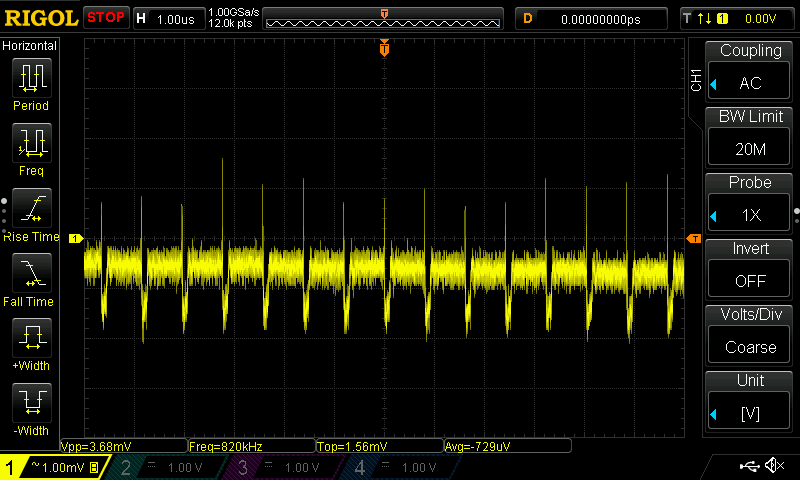 RIGOL STOP H 1.00us 1.00GSa/s 12.0k pts T D 0.00000000ps T 1 0.00V
Horizontal
Period
Freq
Rise Time
Fall Time
+Width
-Width
T
1
T
CH1
Coupling
AC
BW Limit
20M
Probe
1X
Invert
OFF
Volts/Div
Coarse
Unit
[V]
Vpp=3.68mV Freq=820kHz Top=1.56mV Avg=-729uV
1 ~ 1.00mV B 2 1.00 V 3 1.00 V 4 1.00 V